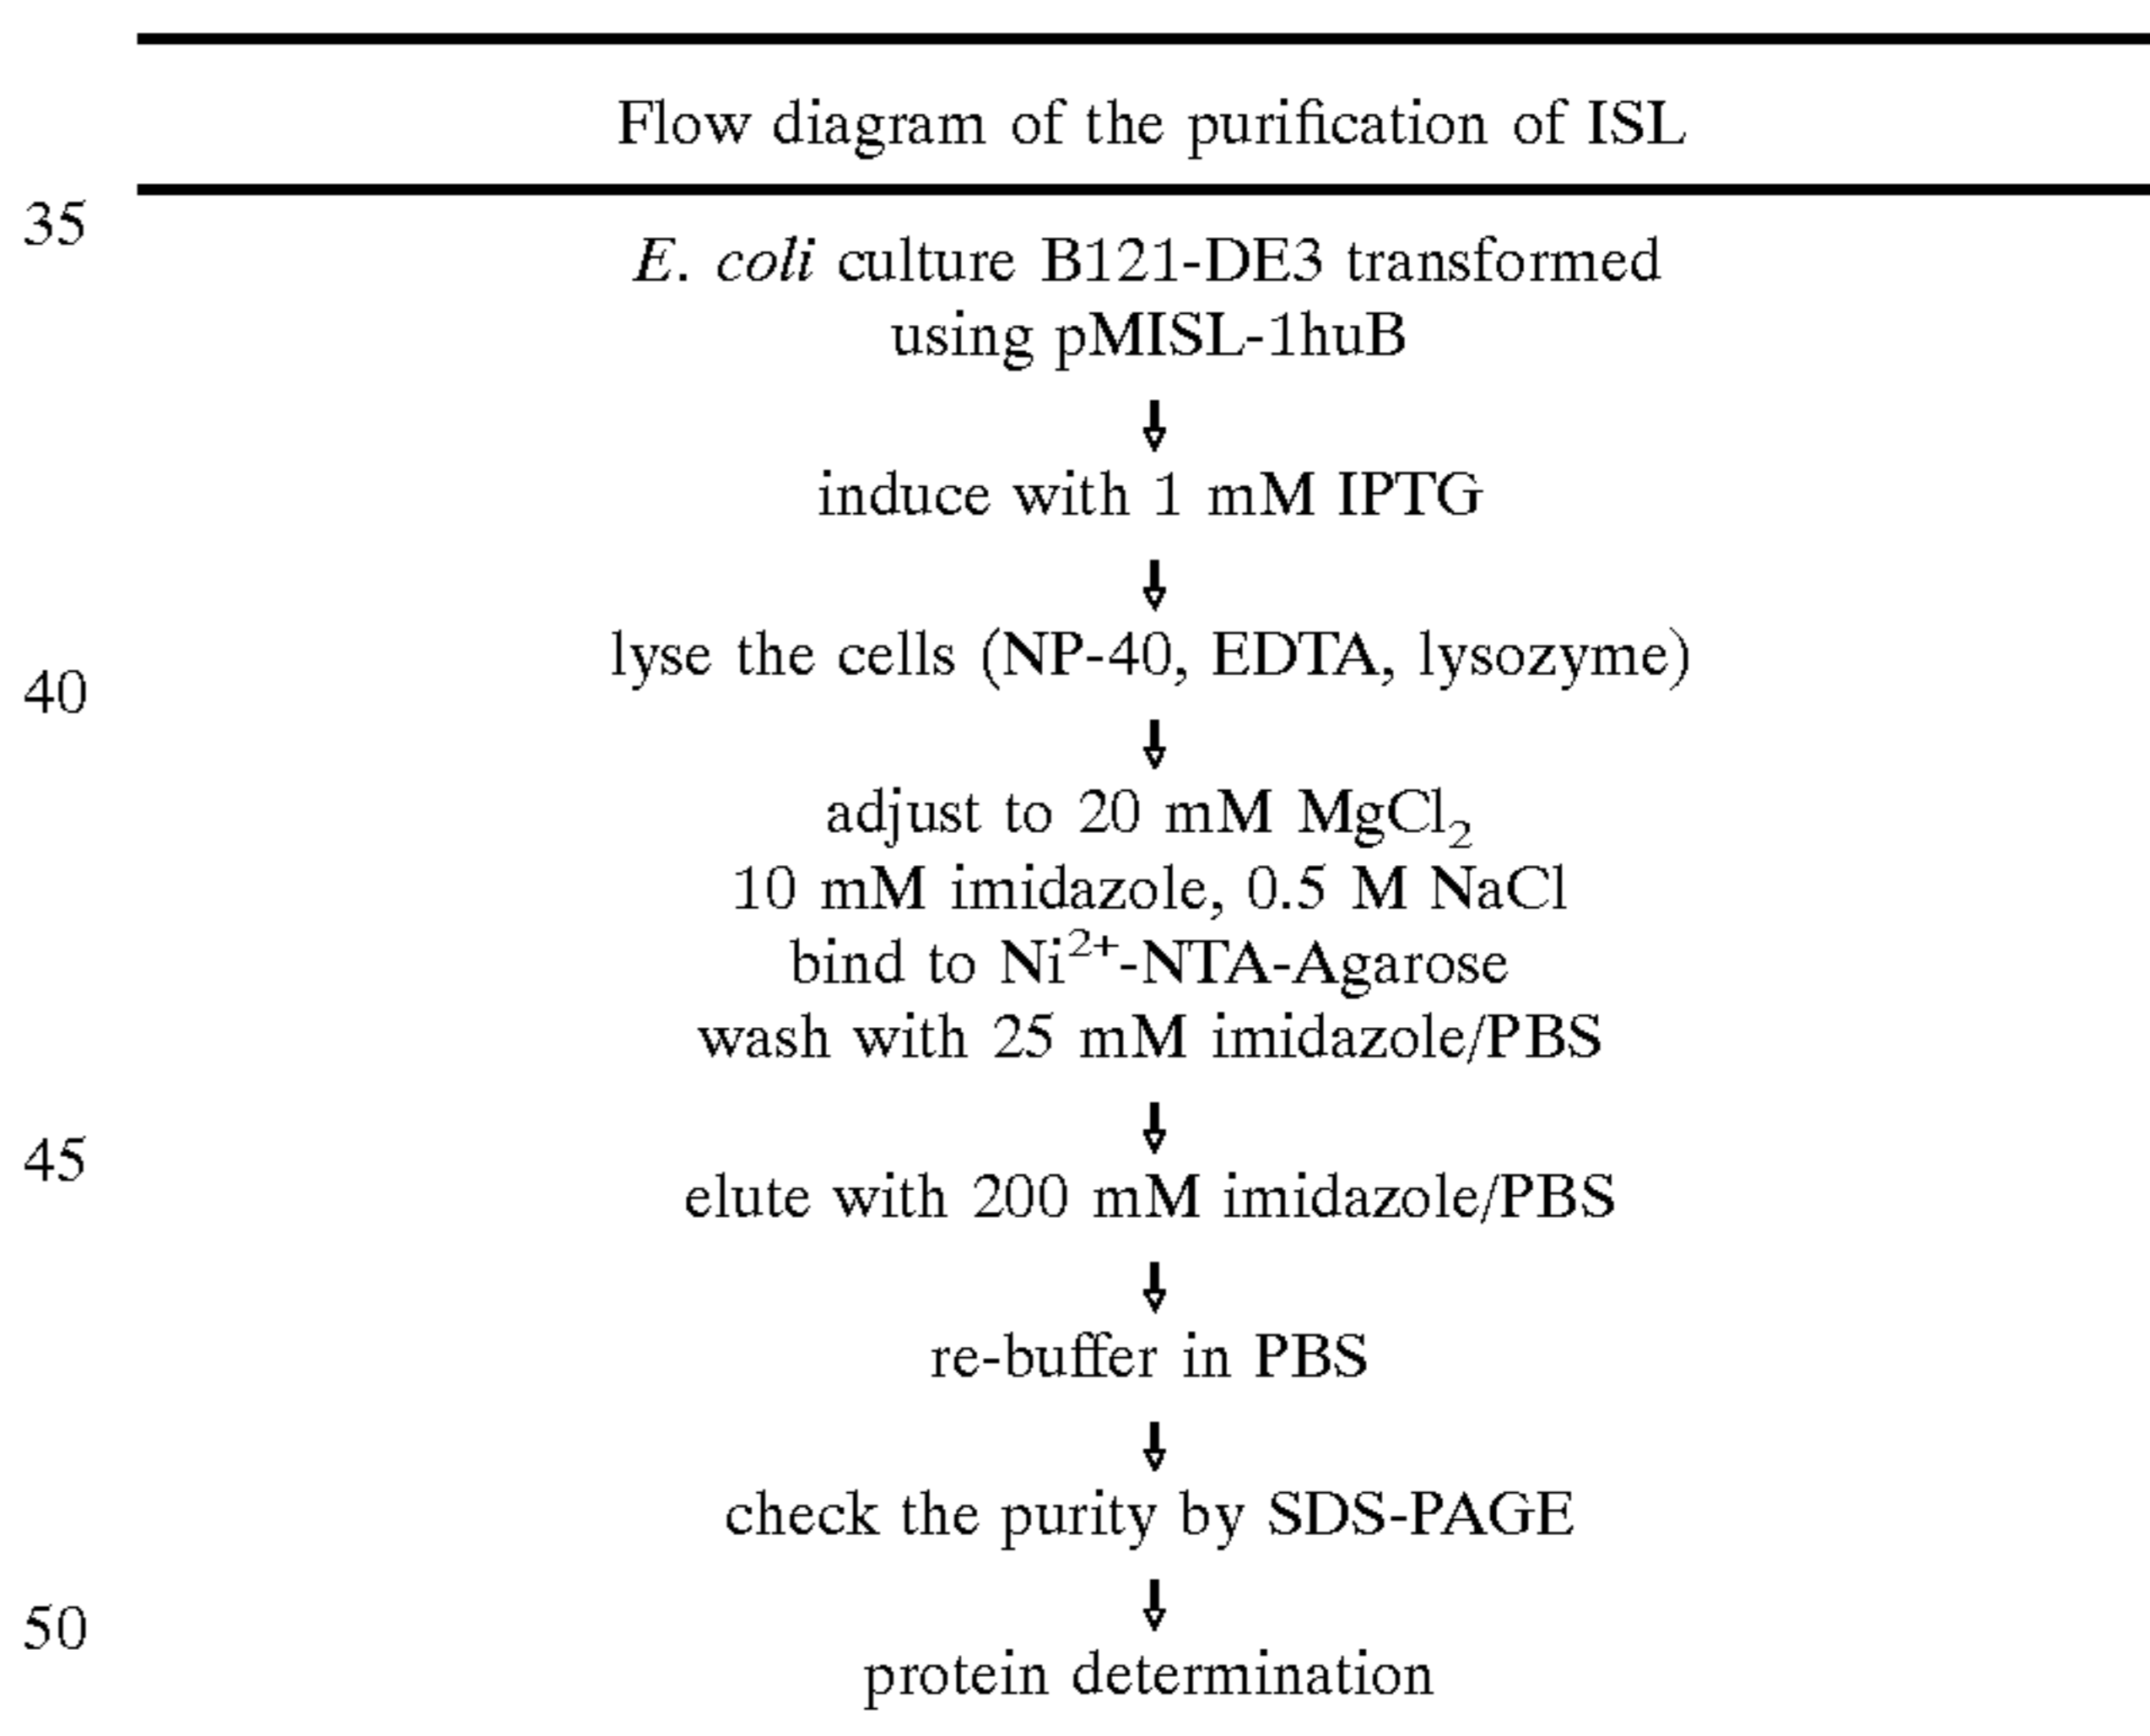 Flow diagram of the purification of ISL
35
E. coli culture B121-DE3 transformed
using pMISL-1huB
↓
induce with 1 mM IPTG
↓
lyse the cells (NP-40, EDTA, lysozyme)
40
↓
adjust to 20 mM MgCl₂
10 mM imidazole, 0.5 M NaCl
bind to Ni²⁺-NTA-Agarose
wash with 25 mM imidazole/PBS
↓
45
elute with 200 mM imidazole/PBS
↓
re-buffer in PBS
↓
check the purity by SDS-PAGE
↓
50
protein determination